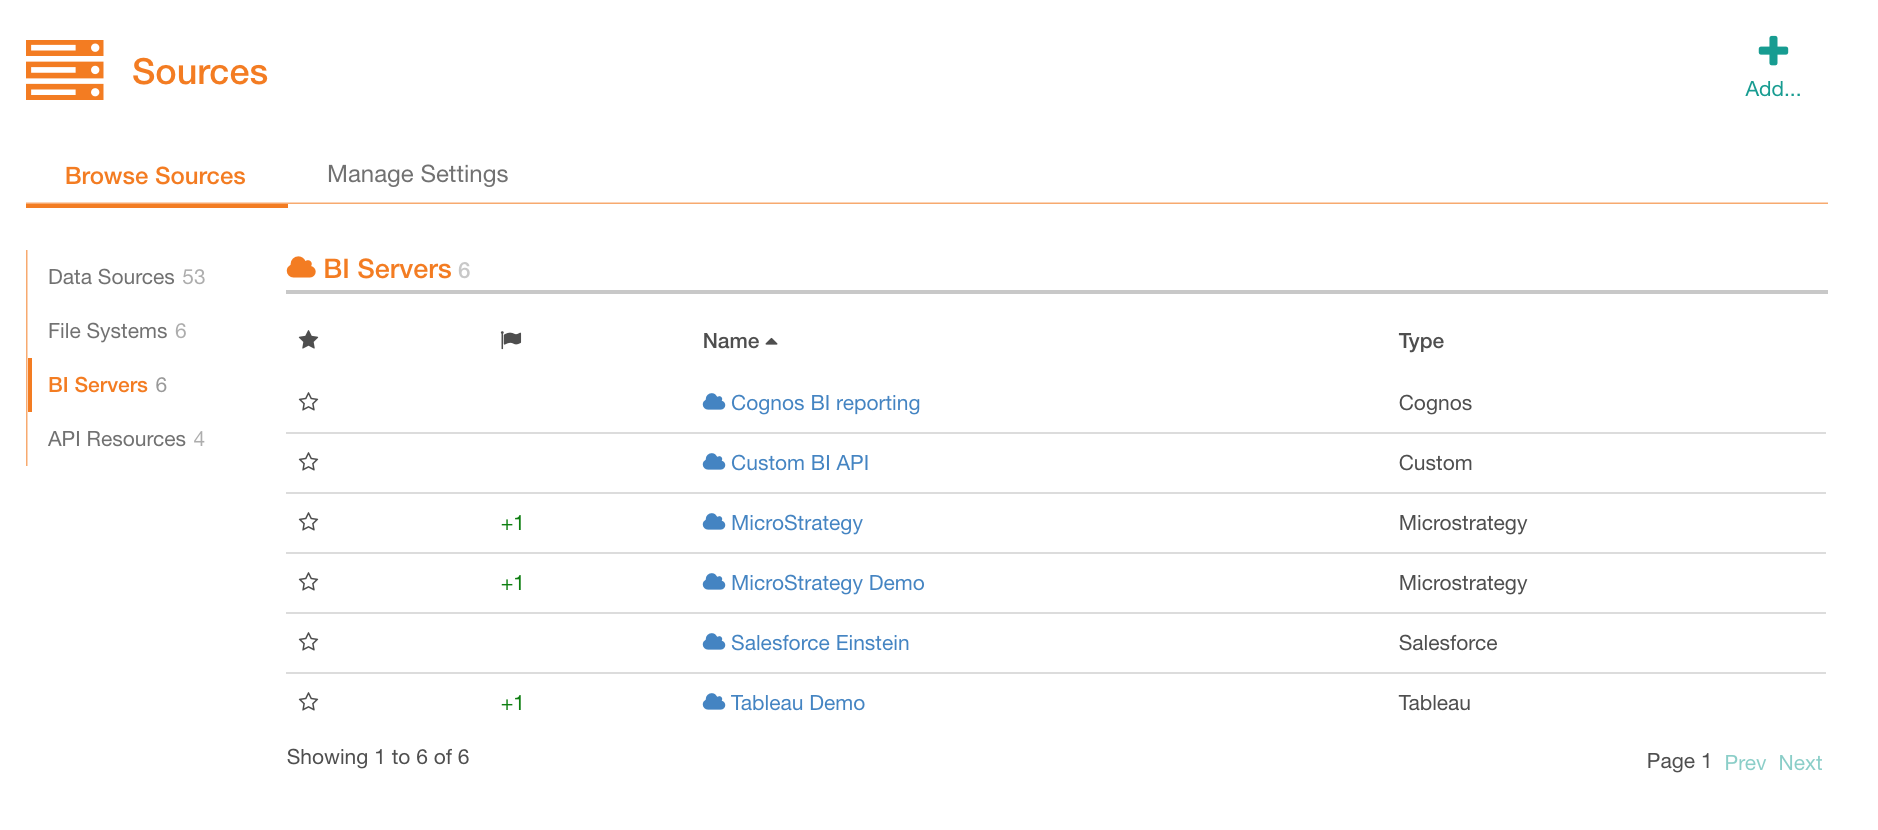 Sources
Add...
Browse Sources Manage Settings
Data Sources 53
File Systems 6
BI Servers 6
API Resources 4
BI Servers 6
Name Type
Cognos BI reporting Cognos
Custom BI API Custom
+1 MicroStrategy Microstrategy
+1 MicroStrategy Demo Microstrategy
Salesforce Einstein Salesforce
+1 Tableau Demo Tableau
Showing 1 to 6 of 6
Page 1 Prev Next